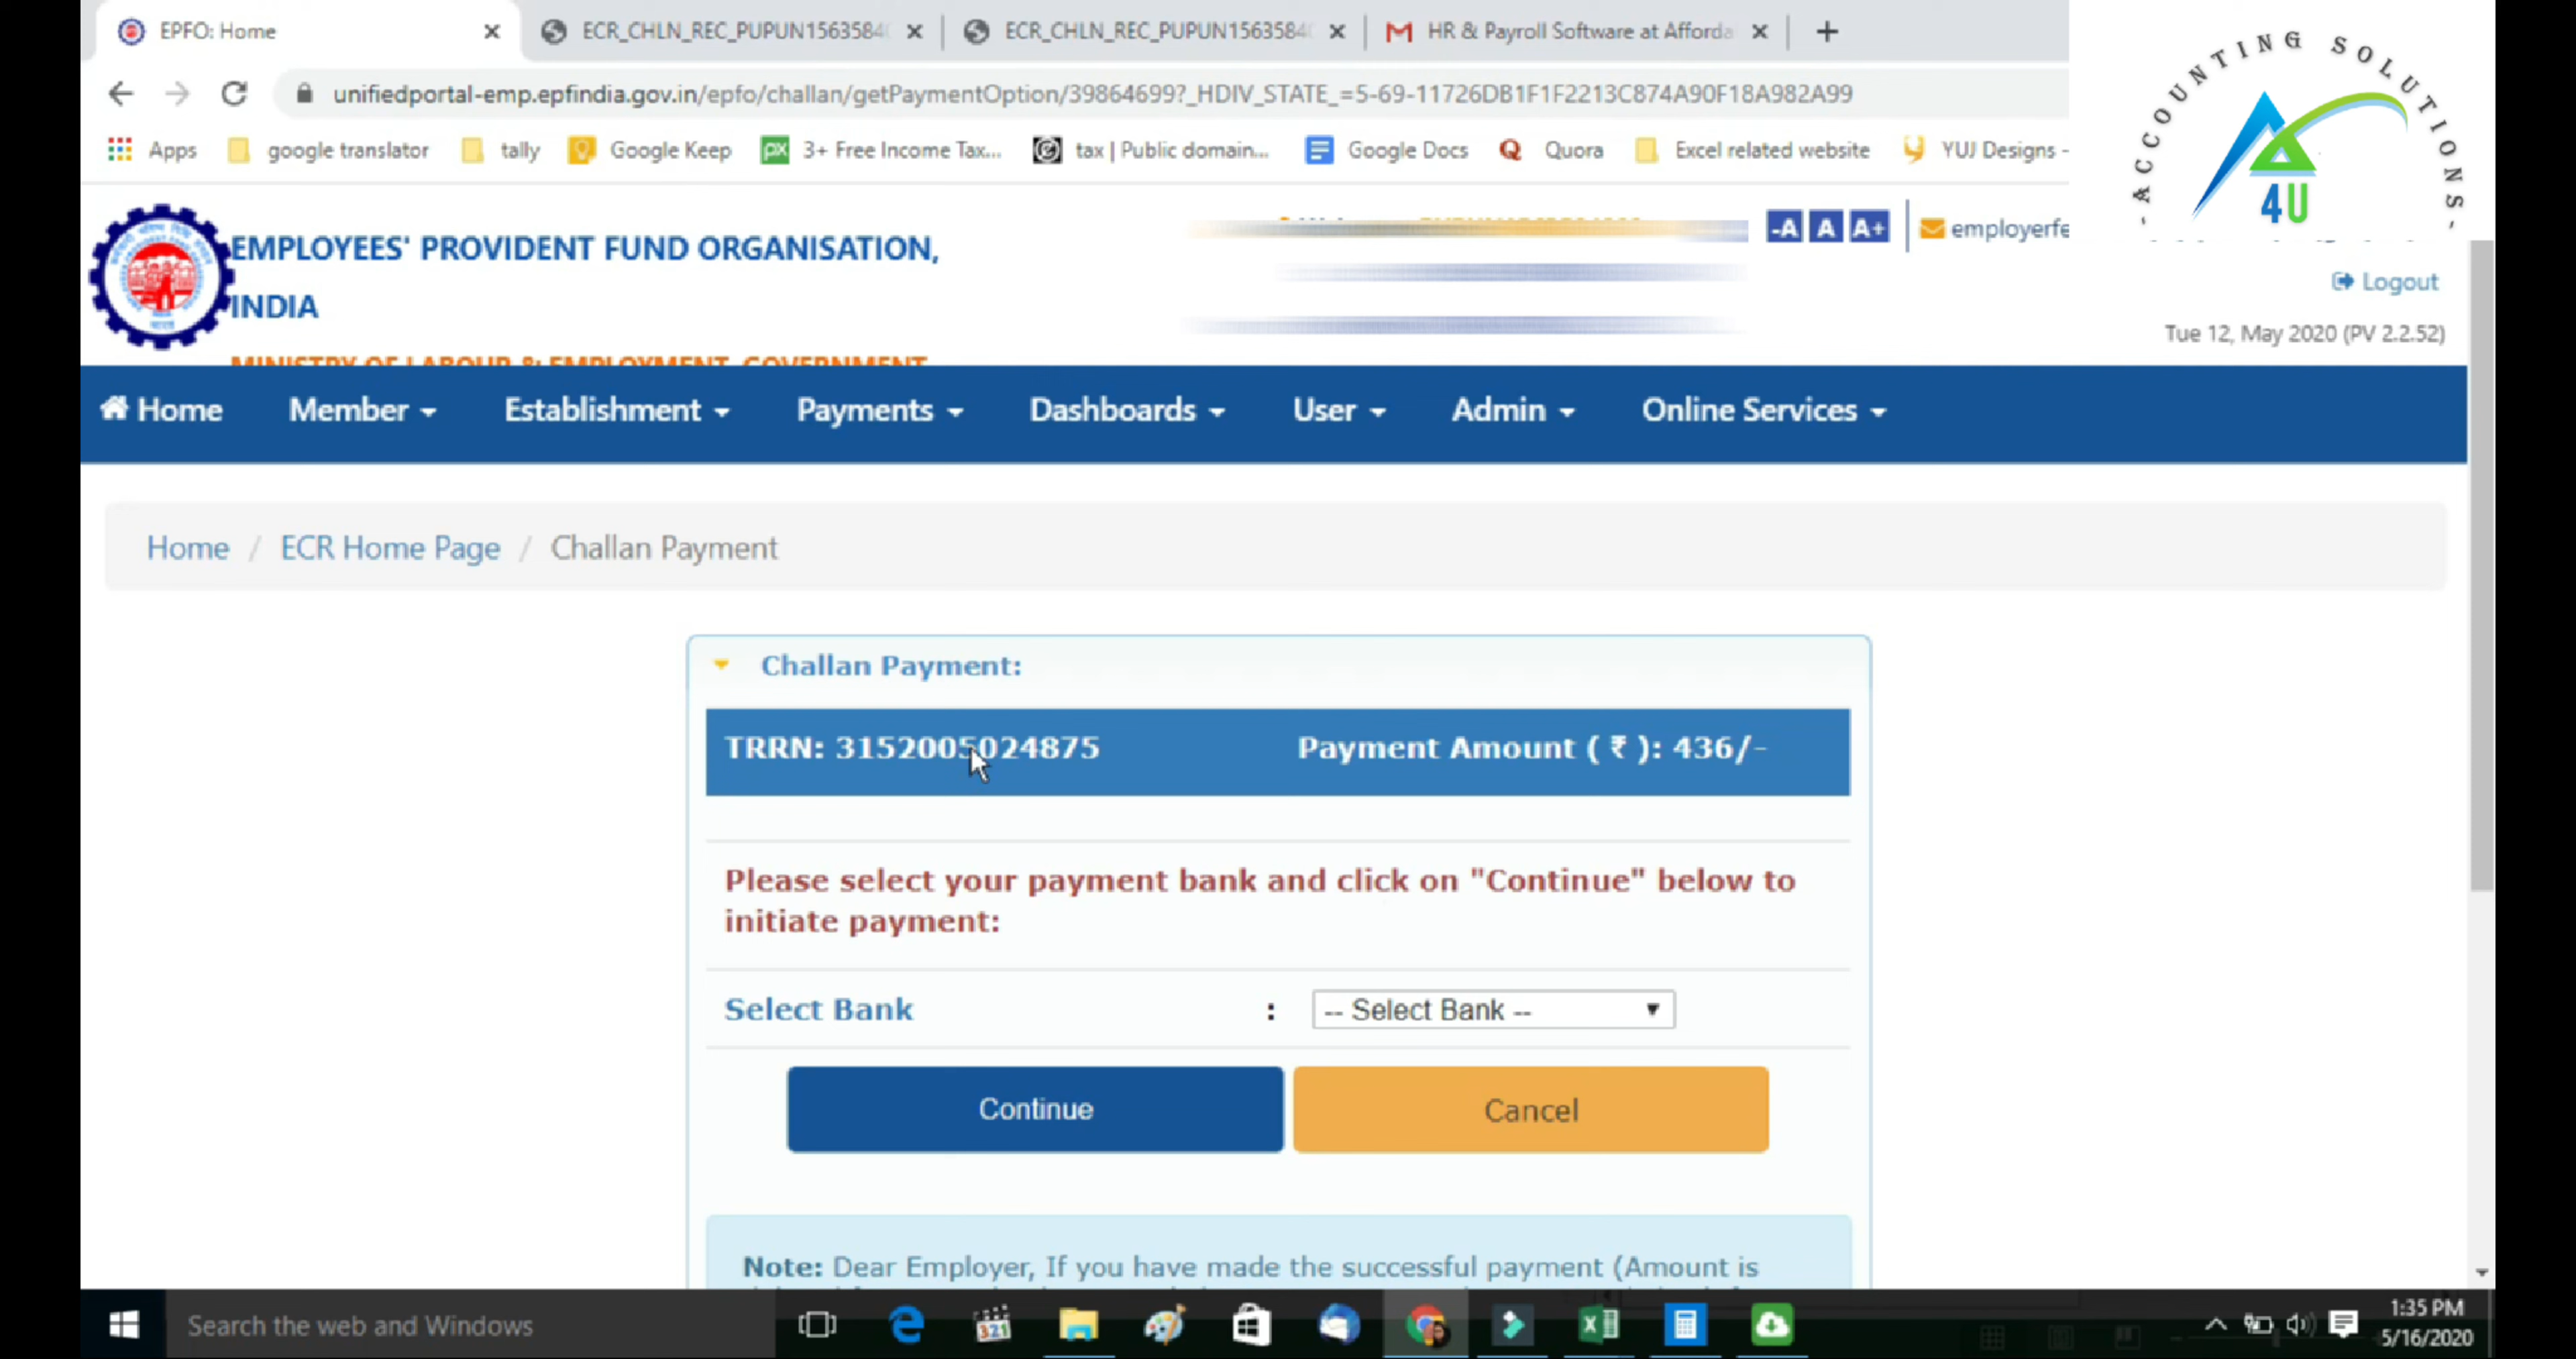 EPFO: Home
ECR_CHLN_REC_PUPUN1563584
ECR_CHLN_REC_PUPUN1563584
HR & Payroll Software at Afforda
unifiedportal-emp.epfindia.gov.in/epfo/challan/getPaymentOption/39864699?_HDIV_STATE_=5-69-11726DB1F1F2213C874A90F18A982A99
Apps google translator tally Google Keep 3+ Free Income Tax... tax | Public domain... Google Docs Quora Excel related website YUJ Designs -
-ACCOUNTING SOLUTIONS-
4U
EMPLOYEES' PROVIDENT FUND ORGANISATION,
INDIA
MINISTRY OF LABOUR & EMPLOYMENT, GOVERNMENT
-A A A+ employerfe
Logout
Tue 12, May 2020 (PV 2.2.52)
Home Member Establishment Payments Dashboards User Admin Online Services
Home / ECR Home Page / Challan Payment
Challan Payment:
TRRN: 3152005024875 Payment Amount ( ₹ ): 436/-
Please select your payment bank and click on "Continue" below to
initiate payment:
Select Bank : -- Select Bank --
Continue Cancel
Note: Dear Employer, If you have made the successful payment (Amount is
Search the web and Windows
321
1:35 PM
5/16/2020